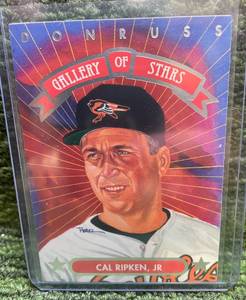 DONRUSS
GALLERY OF STARS
CAL RIPKEN, JR